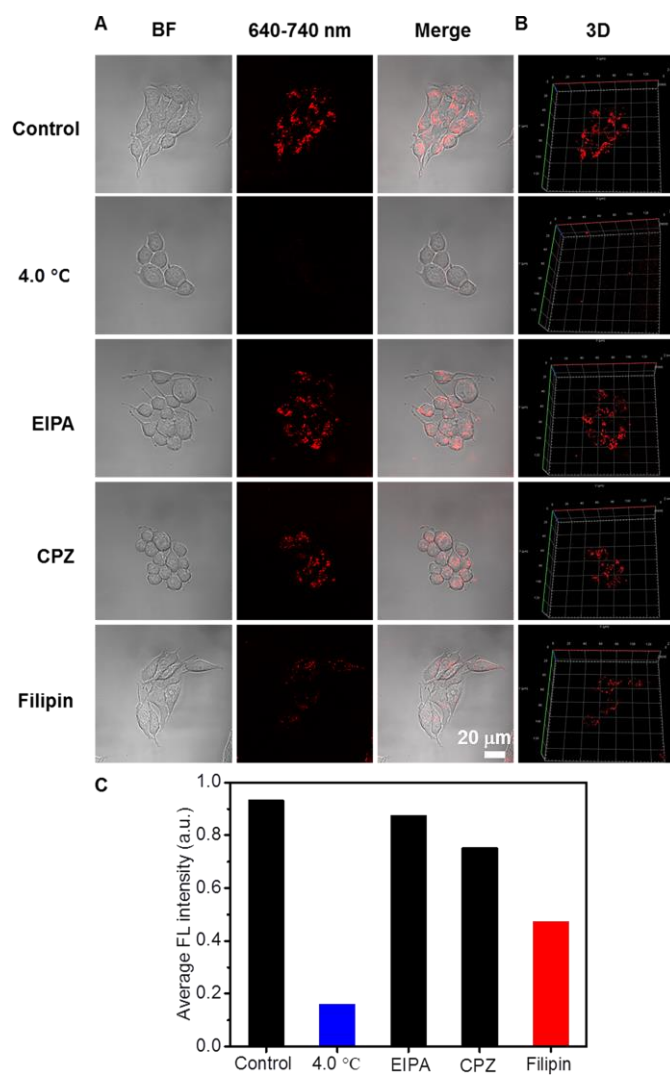 A BF 640-740 nm Merge B 3D
Control
4.0 °C
EIPA
CPZ
Filipin
20 µm
C
Average FL intensity (a.u.)
1.0
0.8
0.6
0.4
0.2
0.0
Control 4.0 °C EIPA CPZ Filipin